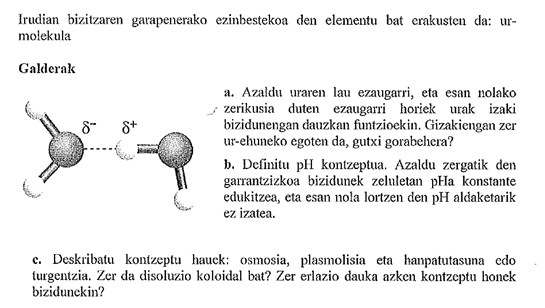 Irudian bizitzaren garapenerako ezinbestekoa den elementu bat erakusten da: ur-
molekula
Galderak
δ⁻ δ⁺
a. Azaldu uraren lau ezaugarri, eta esan nolako
zerikusia duten ezaugarri horiek urak izaki
bizidunengan dauzkan funtzioekin. Gizakiengan zer
ur-ehuneko egoten da, gutxi gorabehera?
b. Definitu pH kontzeptua. Azaldu zergatik den
garrantzizkoa bizidunek zeluletan pHa konstante
edukitzea, eta esan nola lortzen den pH aldaketarik
ez izatea.
c. Deskribatu kontzeptu hauek: osmosia, plasmolisia eta hanpatutasuna edo
turgentzia. Zer da disoluzio koloidal bat? Zer erlazio dauka azken kontzeptu honek
bizidunekin?